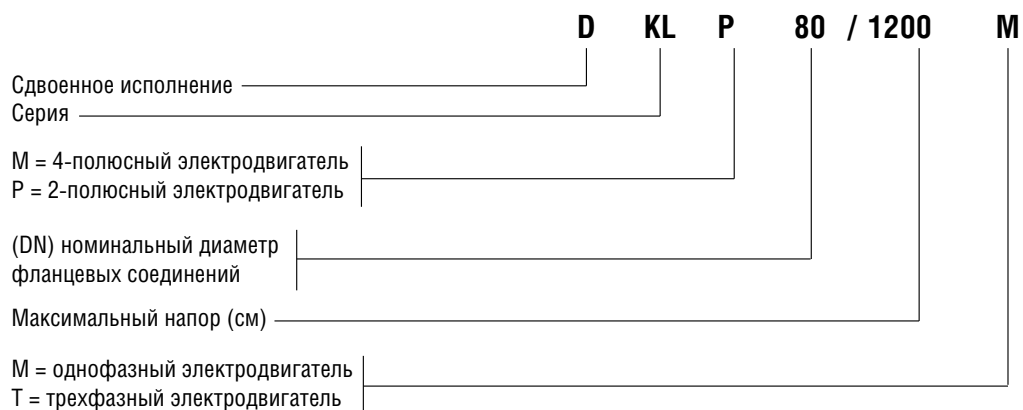 D KL P 80 / 1200 M
Сдвоенное исполнение
Серия
М = 4-полюсный электродвигатель
Р = 2-полюсный электродвигатель
(DN) номинальный диаметр
фланцевых соединений
Максимальный напор (см)
М = однофазный электродвигатель
Т = трехфазный электродвигатель